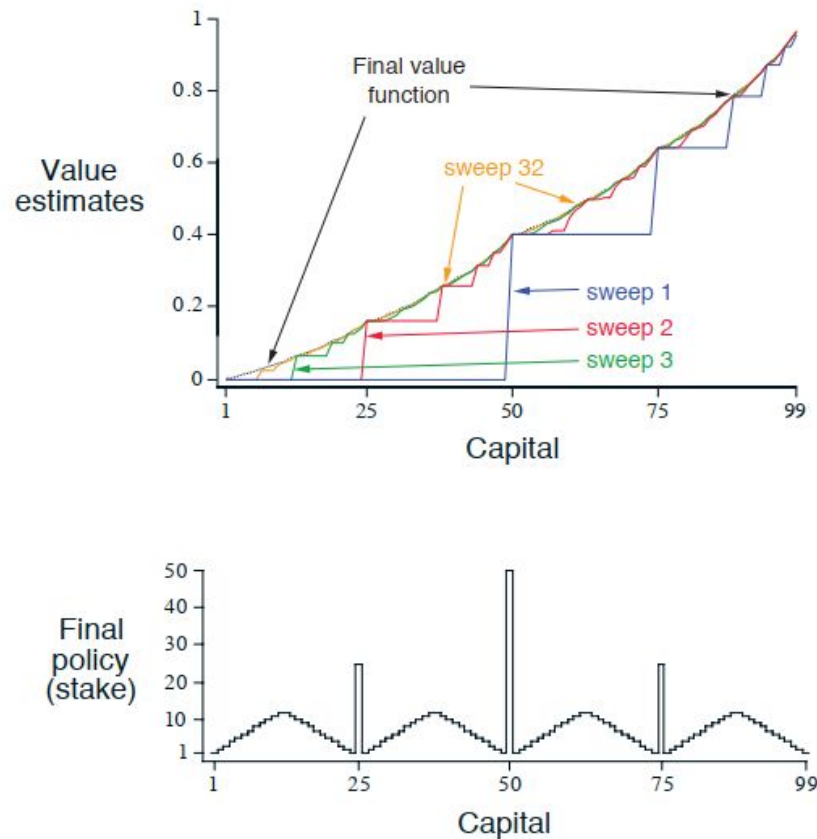 1
Final value
function
0.8
Value
estimates
0.6
sweep 32
0.4
sweep 1
0.2
sweep 2
sweep 3
0
1 25 50 75 99
Capital
50
40
Final
policy
(stake)
30
20
10
1
1 25 50 75 99
Capital